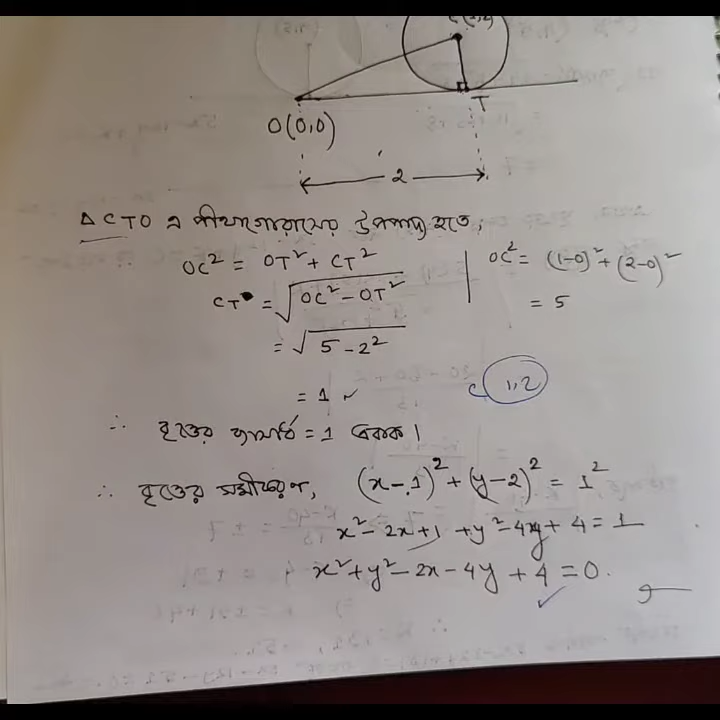 C(1,2)
O(0,0)
T
2
ΔCTO এ পীথাগোরাসের উপপাদ্য হতে,
∴ OC² = OT² + CT² | OC² = (1-0)² + (2-0)²
CT = √(OC² - OT²) = 5
= √(5 - 2²)
= 1 ✓
C 1,2
∴ বৃত্তের ব্যাসার্ধ = 1 একক।
∴ বৃত্তের সমীকরণ, (x-1)² + (y-2)² = 1²
x² - 2x + 1 + y² - 4y + 4 = 1
x² + y² - 2x - 4y + 4 = 0.